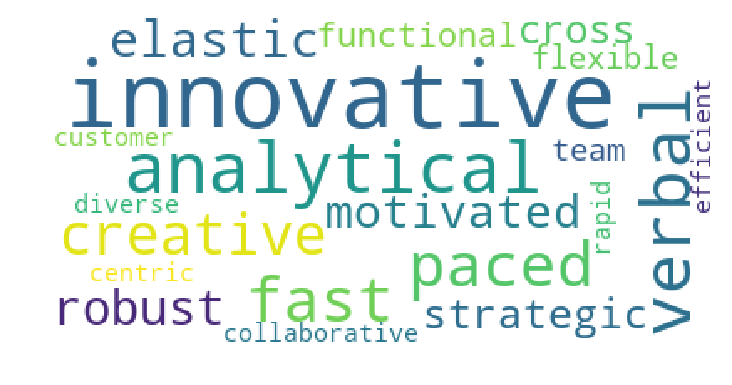 elastic functional cross
flexible
innovative
customer
analytical team
verbal
efficient
diverse
motivated
rapid
creative
paced
centric
robust fast strategic
collaborative